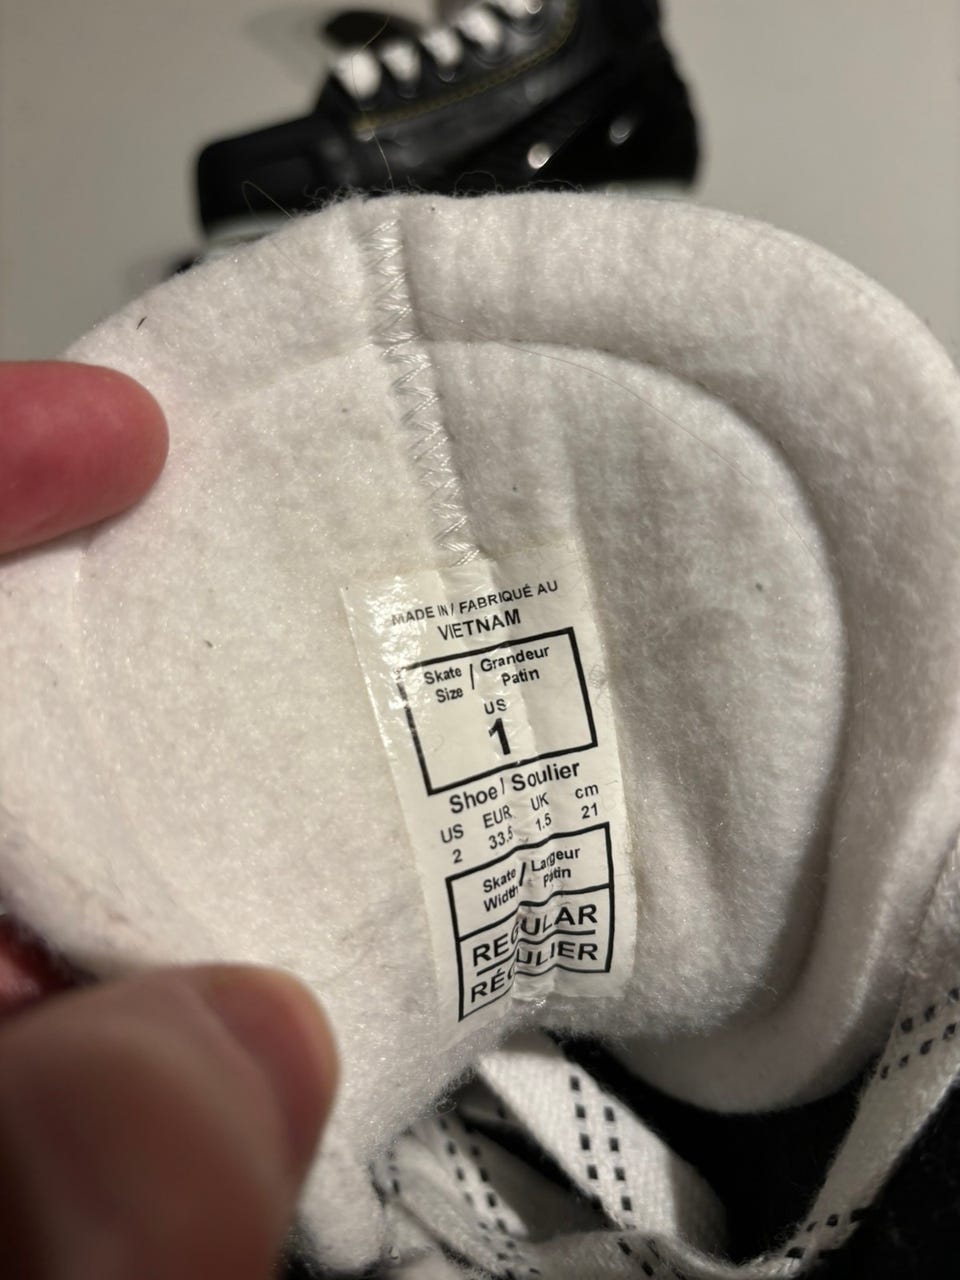 MADE IN / FABRIQUÉ AU
VIETNAM
Skate Size / Grandeur Patin
US
1
Shoe / Soulier
US EUR UK cm
2 33.5 1.5 21
Skate Width / Largeur Patin
REGULAR
RÉGULIER